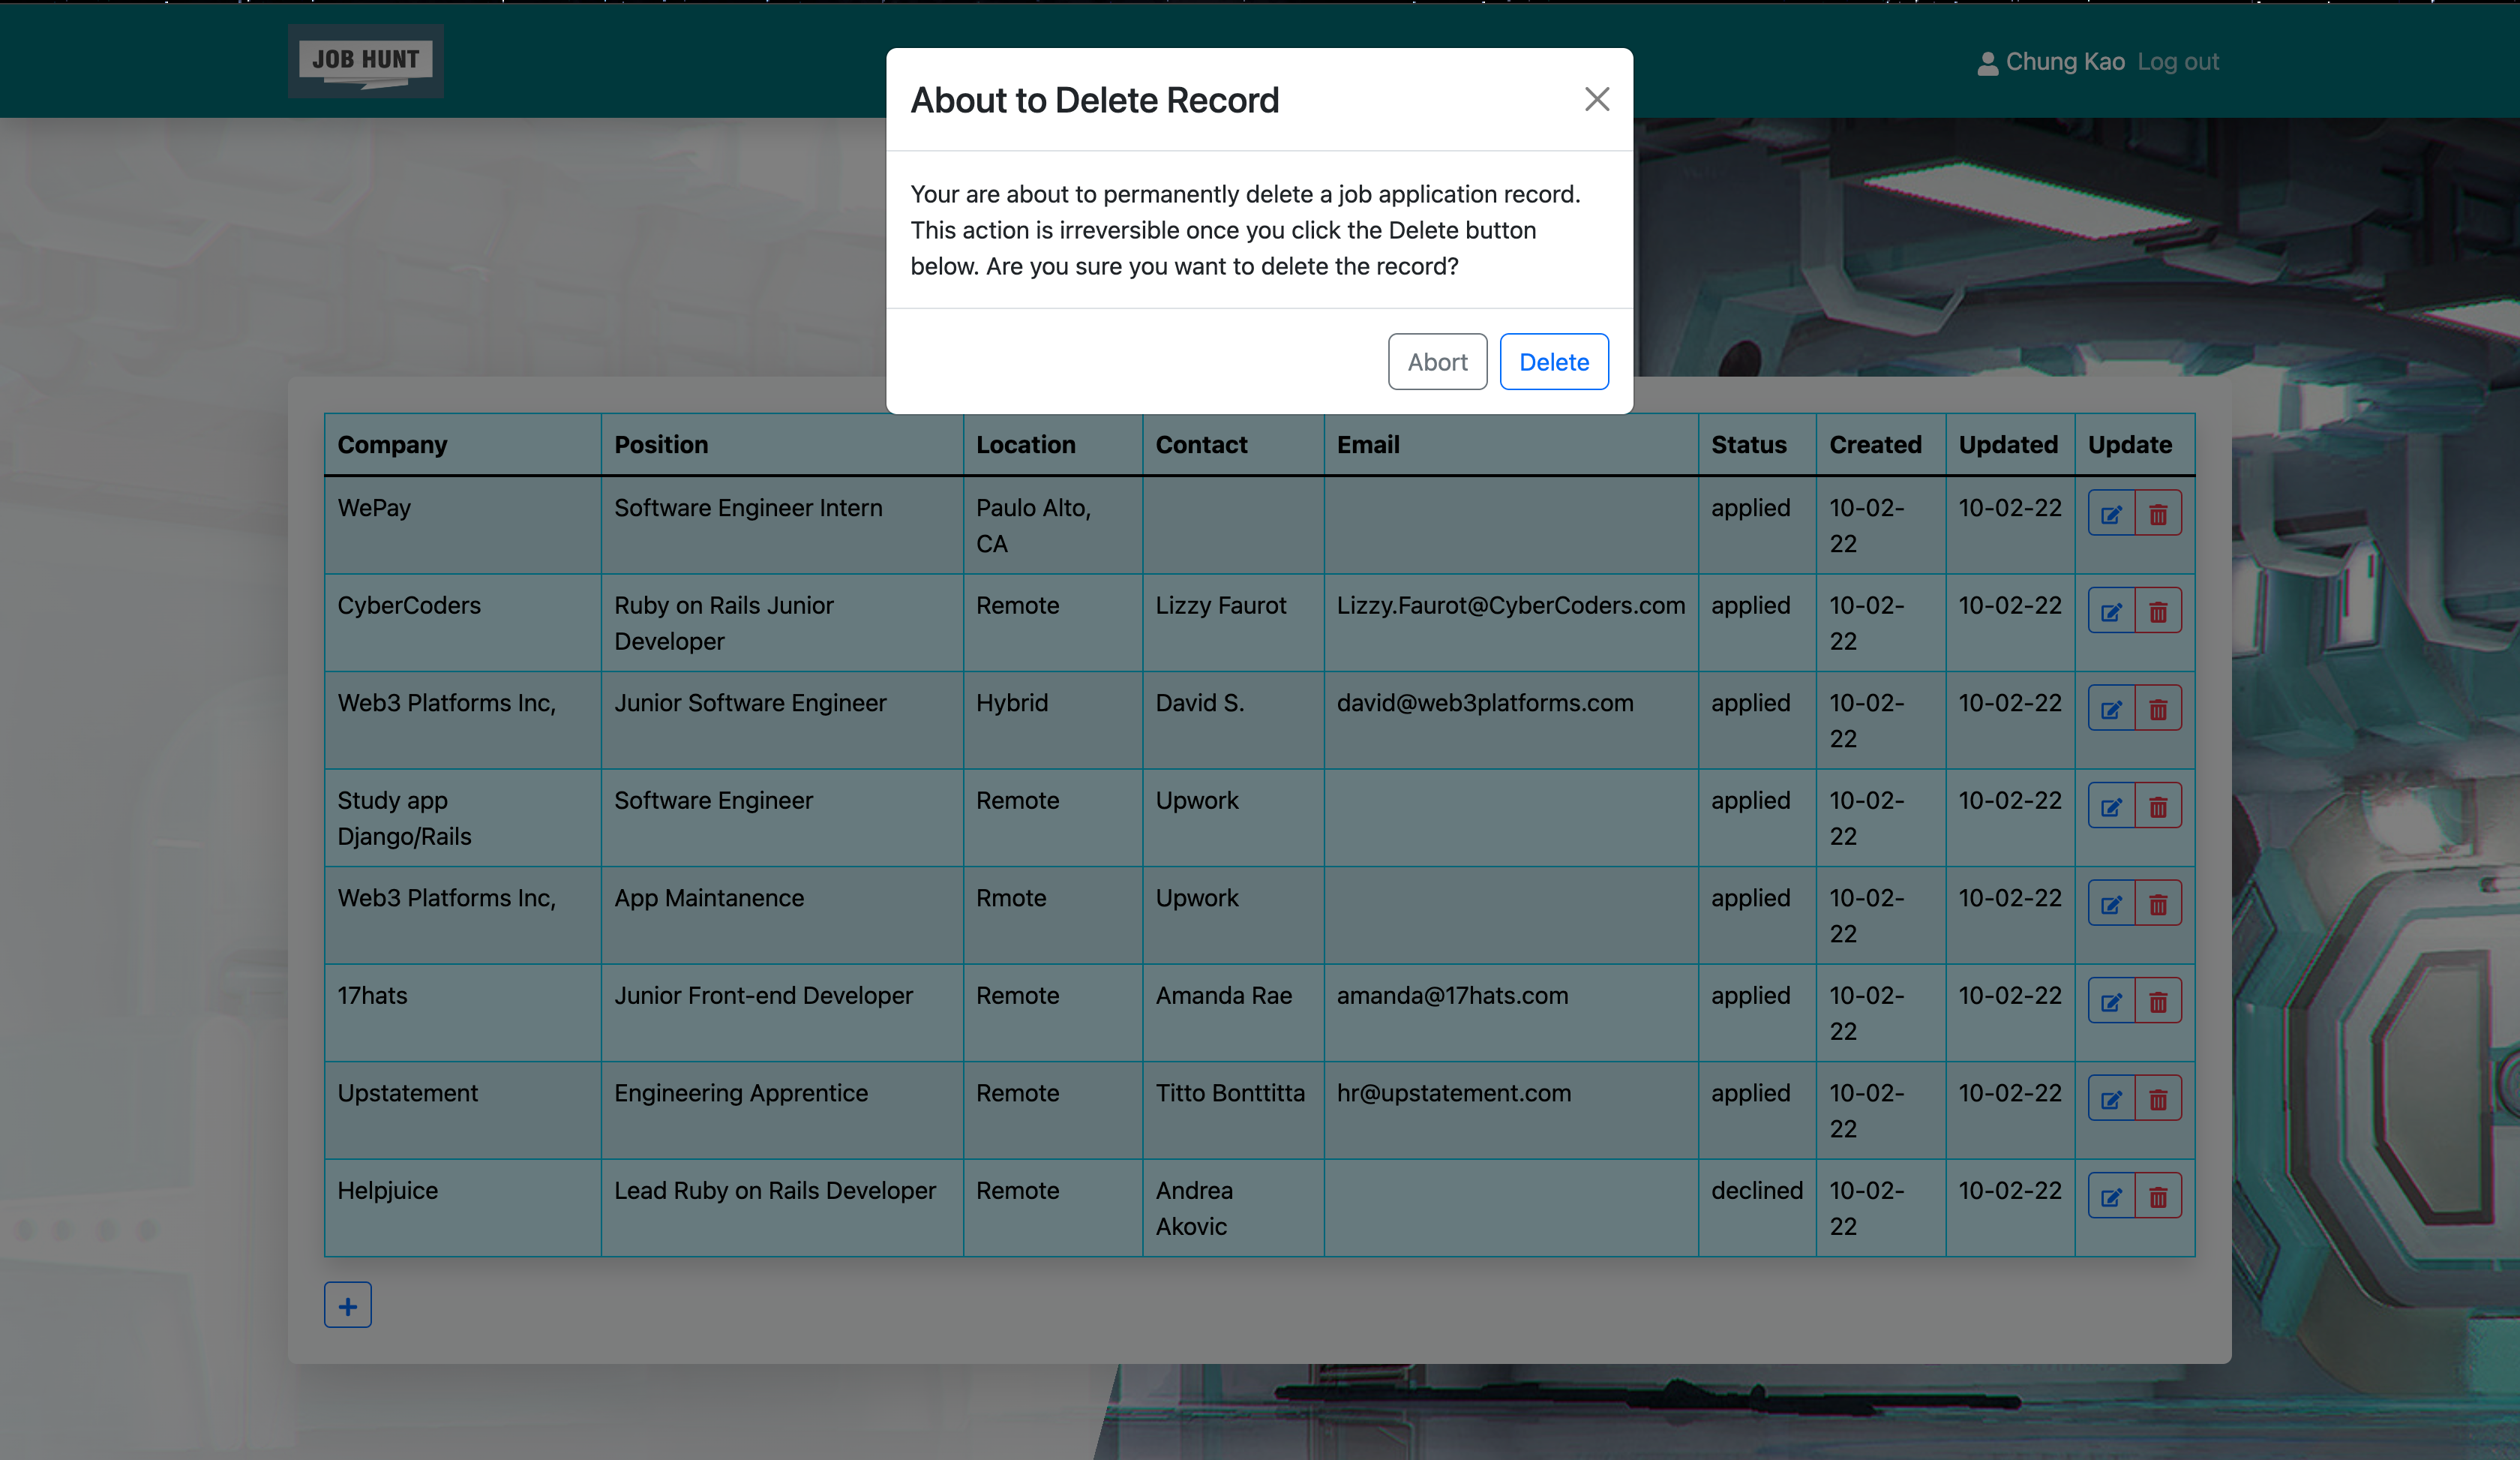 JOB HUNT
Chung Kao Log out
About to Delete Record
Your are about to permanently delete a job application record.
This action is irreversible once you click the Delete button
below. Are you sure you want to delete the record?
Abort Delete
Company Position Location Contact Email Status Created Updated Update
WePay Software Engineer Intern Paulo Alto, applied 10-02- 10-02-22
CA 22
CyberCoders Ruby on Rails Junior Remote Lizzy Faurot Lizzy.Faurot@CyberCoders.com applied 10-02- 10-02-22
Developer 22
Web3 Platforms Inc, Junior Software Engineer Hybrid David S. david@web3platforms.com applied 10-02- 10-02-22
22
Study app Software Engineer Remote Upwork applied 10-02- 10-02-22
Django/Rails 22
Web3 Platforms Inc, App Maintanence Rmote Upwork applied 10-02- 10-02-22
22
17hats Junior Front-end Developer Remote Amanda Rae amanda@17hats.com applied 10-02- 10-02-22
22
Upstatement Engineering Apprentice Remote Titto Bonttitta hr@upstatement.com applied 10-02- 10-02-22
22
Helpjuice Lead Ruby on Rails Developer Remote Andrea declined 10-02- 10-02-22
Akovic 22